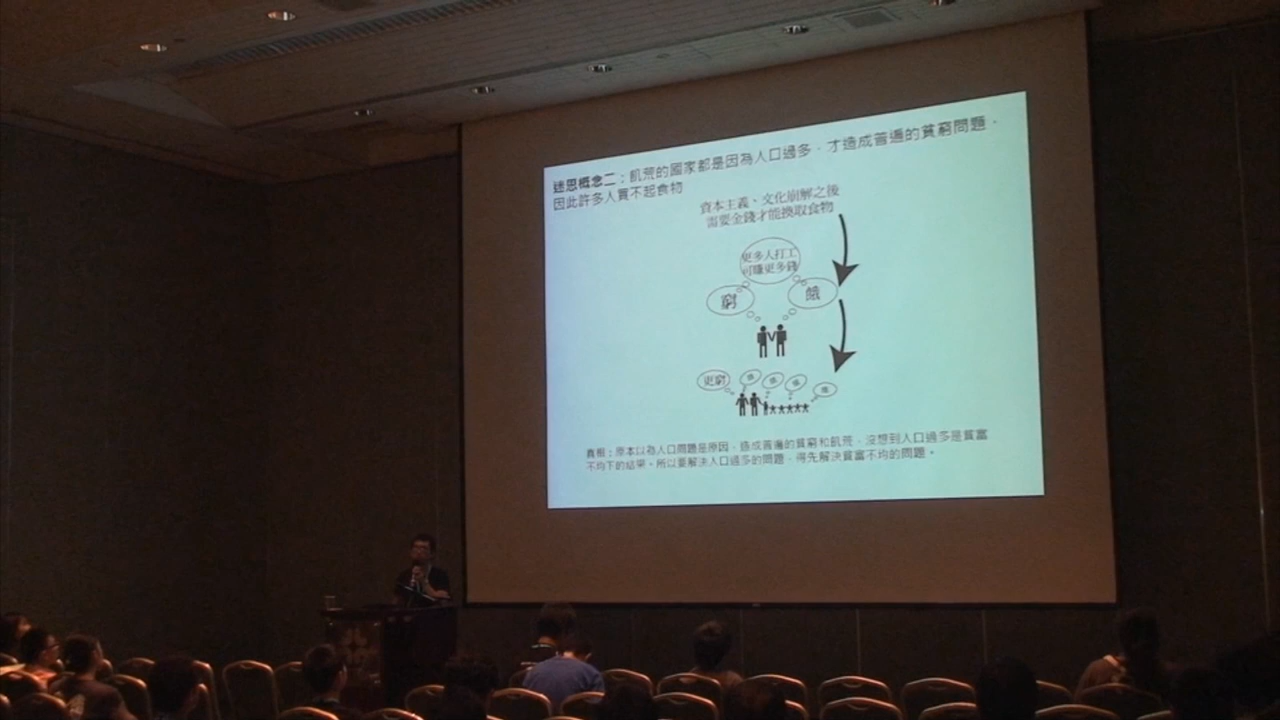 迷思概念二：飢荒的國家都是因為人口過多，才造成普遍的貧窮問題，
因此許多人買不起食物
資本主義、文化崩解之後
需要金錢才能換取食物
更多人打工
可賺更多錢
窮
餓
更窮
真相：原本以為人口問題是原因，造成普遍的貧窮和飢荒，沒想到人口過多是貧富
不均下的結果。所以要解決人口過多的問題，得先解決貧富不均的問題。